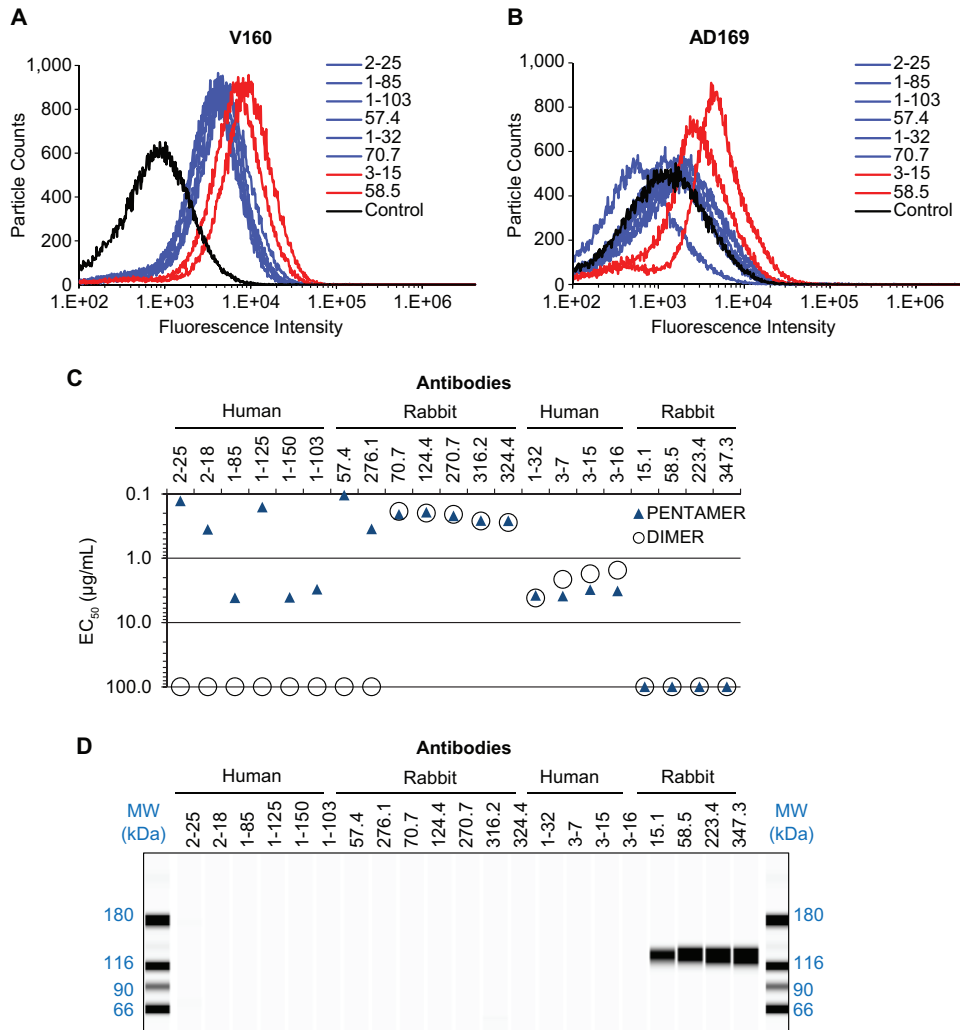 A
V160
1,000
800
600
400
200
0
Particle Counts
1.E+02
1.E+03
1.E+04
1.E+05
1.E+06
Fluorescence Intensity
2-25
1-85
1-103
57.4
1-32
70.7
3-15
58.5
Control
B
AD169
1,000
800
600
400
200
0
Particle Counts
1.E+02
1.E+03
1.E+04
1.E+05
1.E+06
Fluorescence Intensity
2-25
1-85
1-103
57.4
1-32
70.7
3-15
58.5
Control
C
Antibodies
Human Rabbit Human Rabbit
2-25 2-18 1-85 1-125 1-150 1-103 57.4 276.1 70.7 124.4 270.7 316.2 324.4 1-32 3-7 3-15 3-16 15.1 58.5 223.4 347.3
0.1
1.0
10.0
100.0
EC50 (µg/mL)
PENTAMER
DIMER
D
Antibodies
Human Rabbit Human Rabbit
MW
(kDa)
2-25 2-18 1-85 1-125 1-150 1-103 57.4 276.1 70.7 124.4 270.7 316.2 324.4 1-32 3-7 3-15 3-16 15.1 58.5 223.4 347.3
MW
(kDa)
180
116
90
66
180
116
90
66